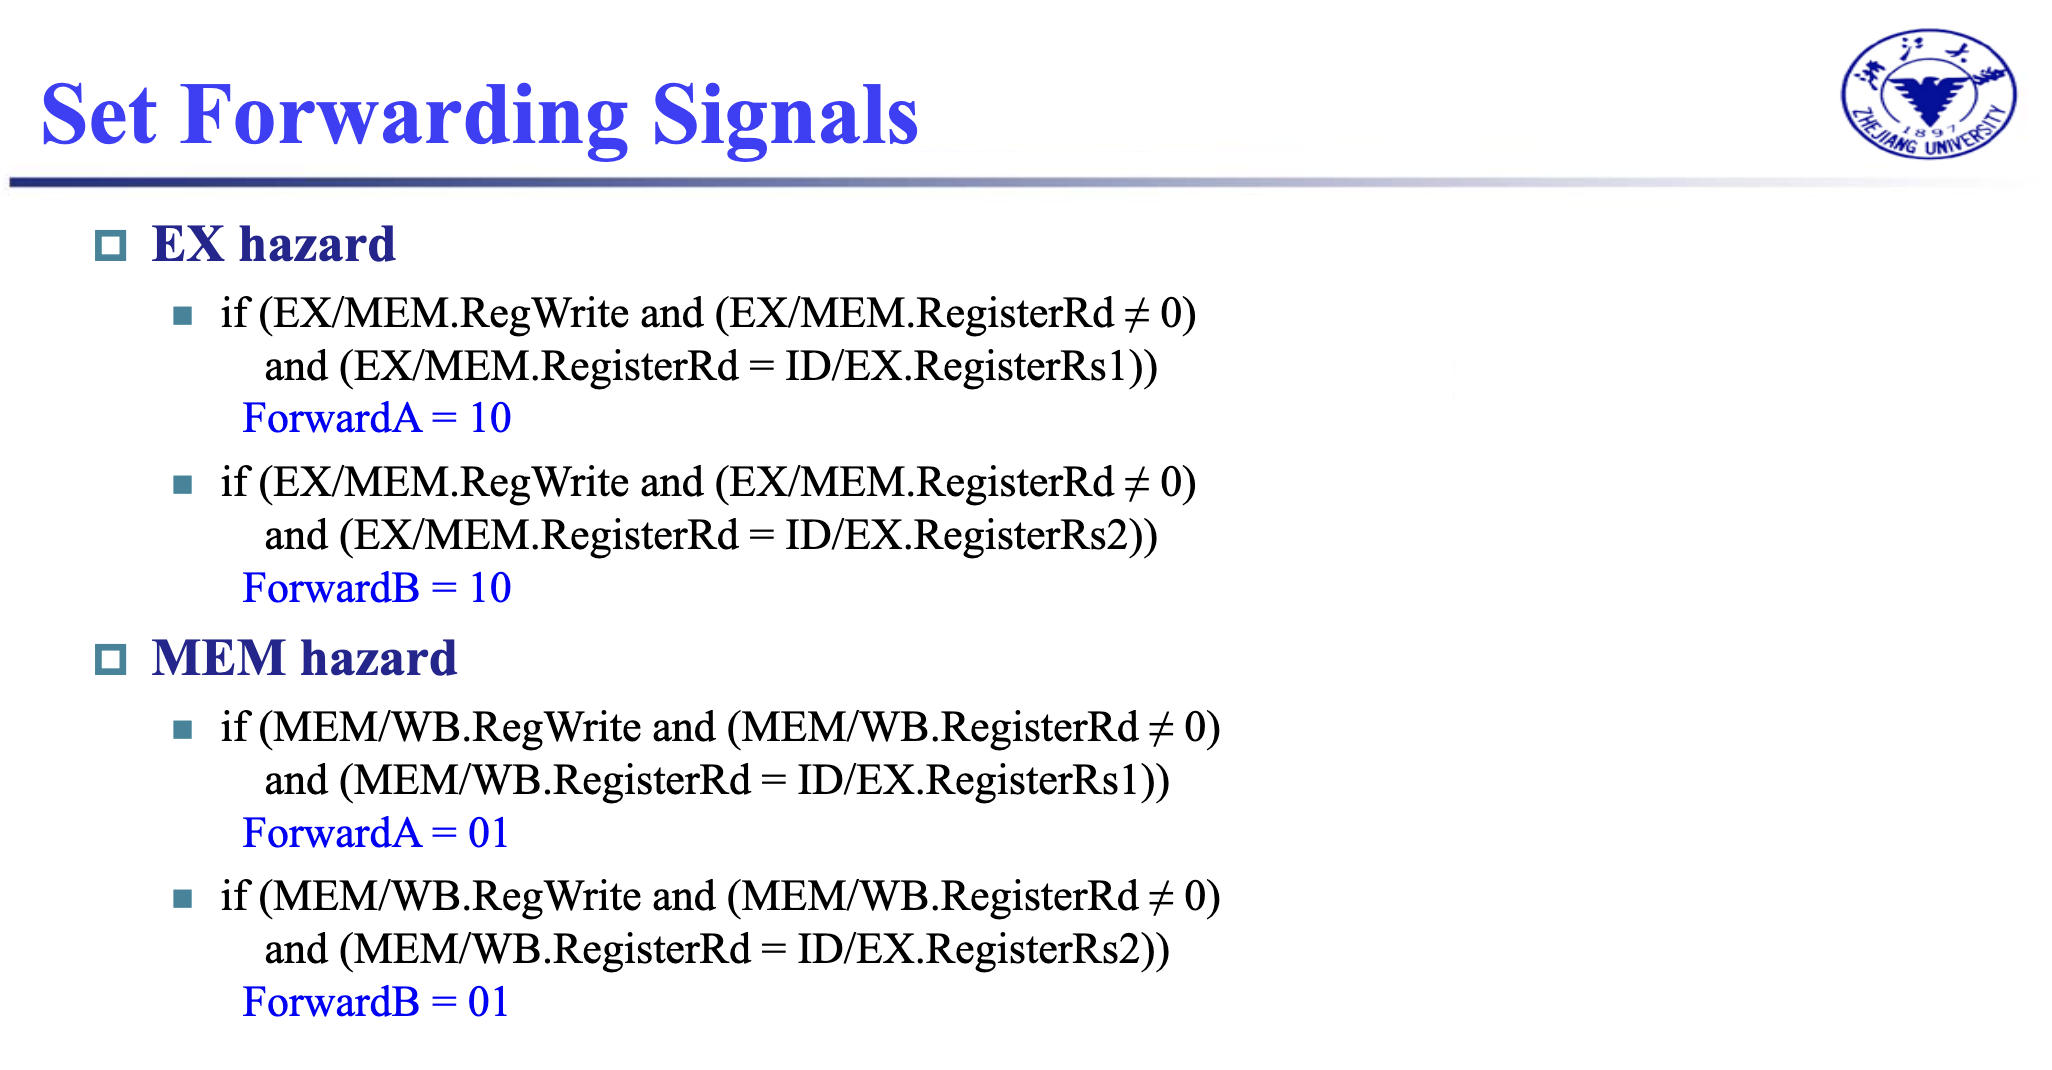 Set Forwarding Signals
浙江大学
ZHEJIANG UNIVERSITY
1897
EX hazard
if (EX/MEM.RegWrite and (EX/MEM.RegisterRd ≠ 0)
and (EX/MEM.RegisterRd = ID/EX.RegisterRs1))
ForwardA = 10
if (EX/MEM.RegWrite and (EX/MEM.RegisterRd ≠ 0)
and (EX/MEM.RegisterRd = ID/EX.RegisterRs2))
ForwardB = 10
MEM hazard
if (MEM/WB.RegWrite and (MEM/WB.RegisterRd ≠ 0)
and (MEM/WB.RegisterRd = ID/EX.RegisterRs1))
ForwardA = 01
if (MEM/WB.RegWrite and (MEM/WB.RegisterRd ≠ 0)
and (MEM/WB.RegisterRd = ID/EX.RegisterRs2))
ForwardB = 01